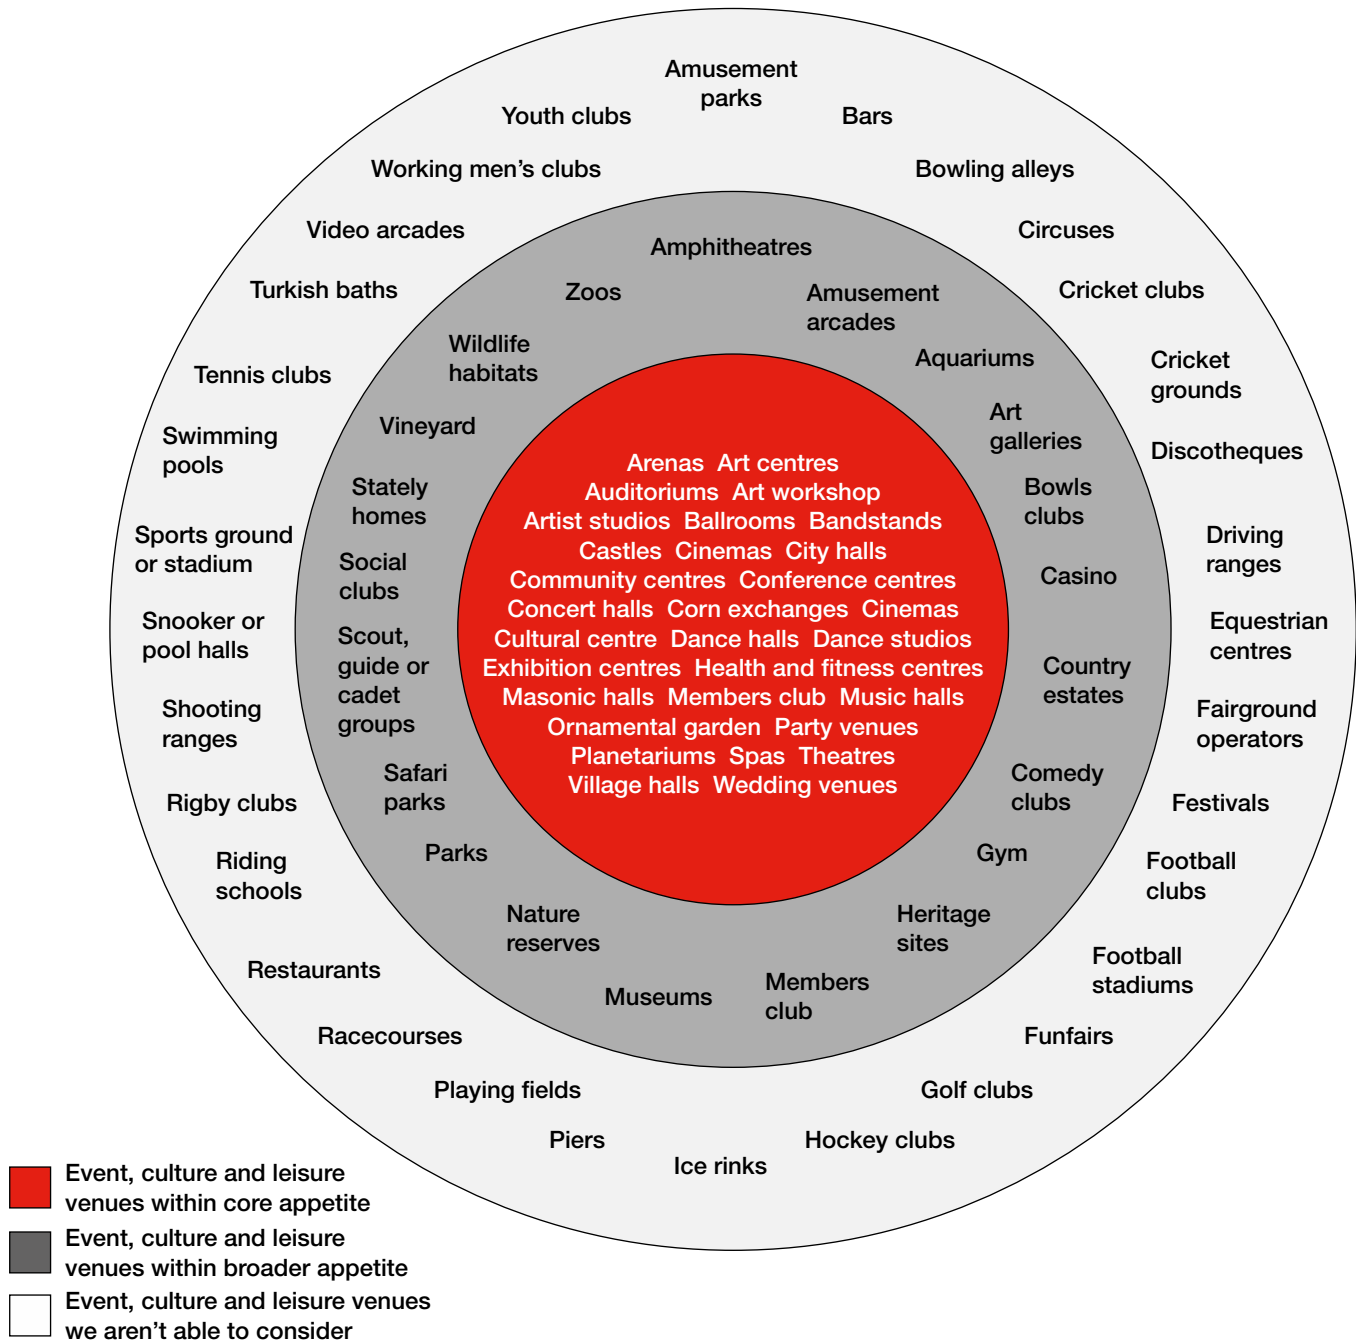 Amusement
parks
Youth clubs
Bars
Working men's clubs
Bowling alleys
Video arcades
Circuses
Turkish baths
Cricket clubs
Tennis clubs
Cricket
grounds
Swimming
pools
Discotheques
Sports ground
or stadium
Driving
ranges
Snooker or
pool halls
Equestrian
centres
Shooting
ranges
Fairground
operators
Rigby clubs
Festivals
Riding
schools
Football
clubs
Restaurants
Football
stadiums
Racecourses
Funfairs
Playing fields
Golf clubs
Piers
Hockey clubs
Ice rinks
Amphitheatres
Zoos
Amusement
arcades
Wildlife
habitats
Aquariums
Vineyard
Art
galleries
Stately
homes
Bowls
clubs
Social
clubs
Casino
Scout,
guide or
cadet
groups
Country
estates
Safari
parks
Comedy
clubs
Parks
Gym
Nature
reserves
Heritage
sites
Museums
Members
club
Arenas Art centres
Auditoriums Art workshop
Artist studios Ballrooms Bandstands
Castles Cinemas City halls
Community centres Conference centres
Concert halls Corn exchanges Cinemas
Cultural centre Dance halls Dance studios
Exhibition centres Health and fitness centres
Masonic halls Members club Music halls
Ornamental garden Party venues
Planetariums Spas Theatres
Village halls Wedding venues
Event, culture and leisure
venues within core appetite
Event, culture and leisure
venues within broader appetite
Event, culture and leisure venues
we aren't able to consider